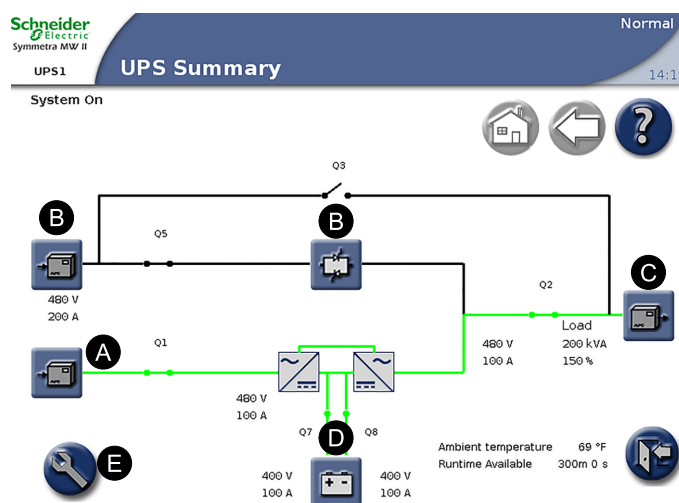 Schneider
Electric
Symmetra MW II
UPS1
UPS Summary
Normal
14:1
System On
?
Q3
B
B
Q5
C
Q2
480 V
200 A
Load
480 V
200 kVA
100 A
150 %
A
Q1
APC
480 V
100 A
Q7
D
Q8
E
Ambient temperature
69 °F
Runtime Available
300m 0 s
400 V
100 A
400 V
100 A